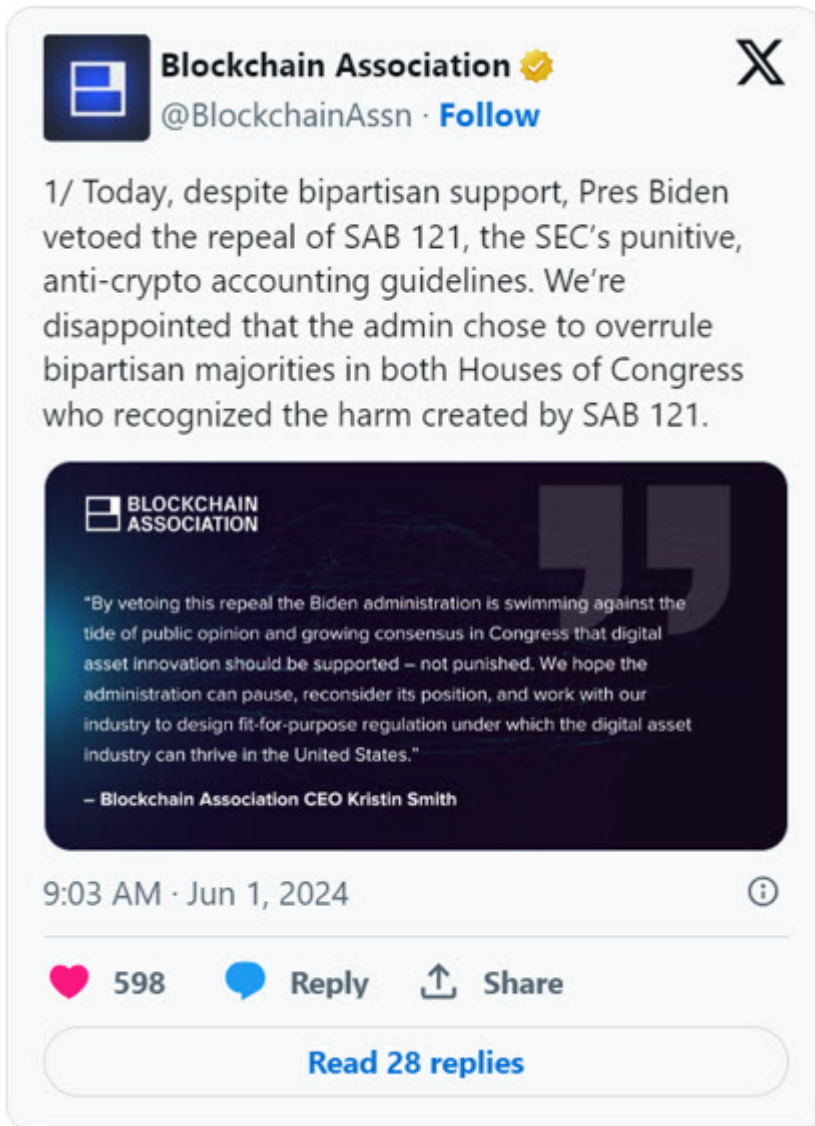 Blockchain Association
@BlockchainAssn · Follow
1/ Today, despite bipartisan support, Pres Biden
vetoed the repeal of SAB 121, the SEC’s punitive,
anti-crypto accounting guidelines. We’re
disappointed that the admin chose to overrule
bipartisan majorities in both Houses of Congress
who recognized the harm created by SAB 121.
BLOCKCHAIN
ASSOCIATION
“By vetoing this repeal the Biden administration is swimming against the
tide of public opinion and growing consensus in Congress that digital
asset innovation should be supported – not punished. We hope the
administration can pause, reconsider its position, and work with our
industry to design fit-for-purpose regulation under which the digital asset
industry can thrive in the United States.”
– Blockchain Association CEO Kristin Smith
9:03 AM · Jun 1, 2024
598 Reply Share
Read 28 replies